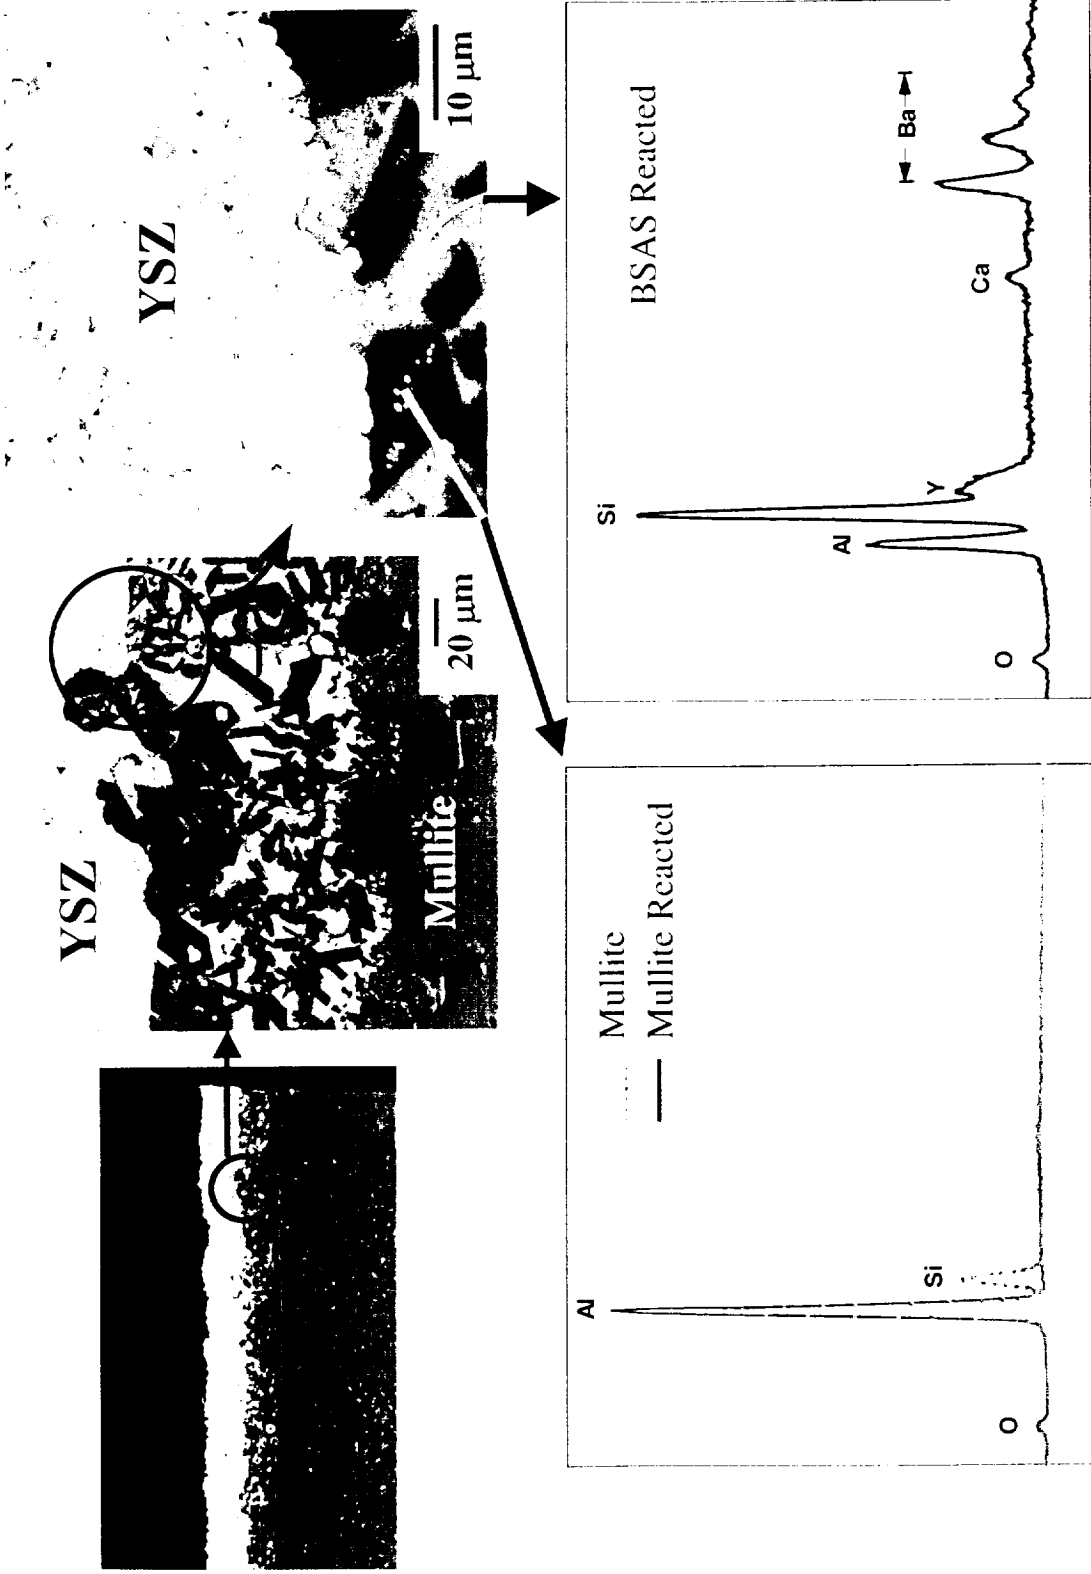 YSZ
Mullite
20 µm
YSZ
10 µm
Mullite
Mullite Reacted
Al
Si
O
BSAS Reacted
Si
Al
Y
O
Ca
Ba